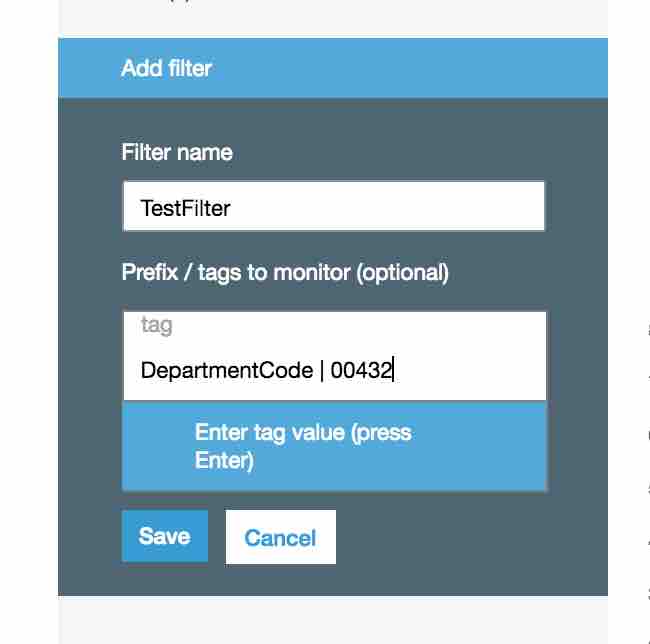 Add filter
Filter name
TestFilter
Prefix / tags to monitor (optional)
tag
DepartmentCode | 00432
Enter tag value (press
Enter)
Save
Cancel